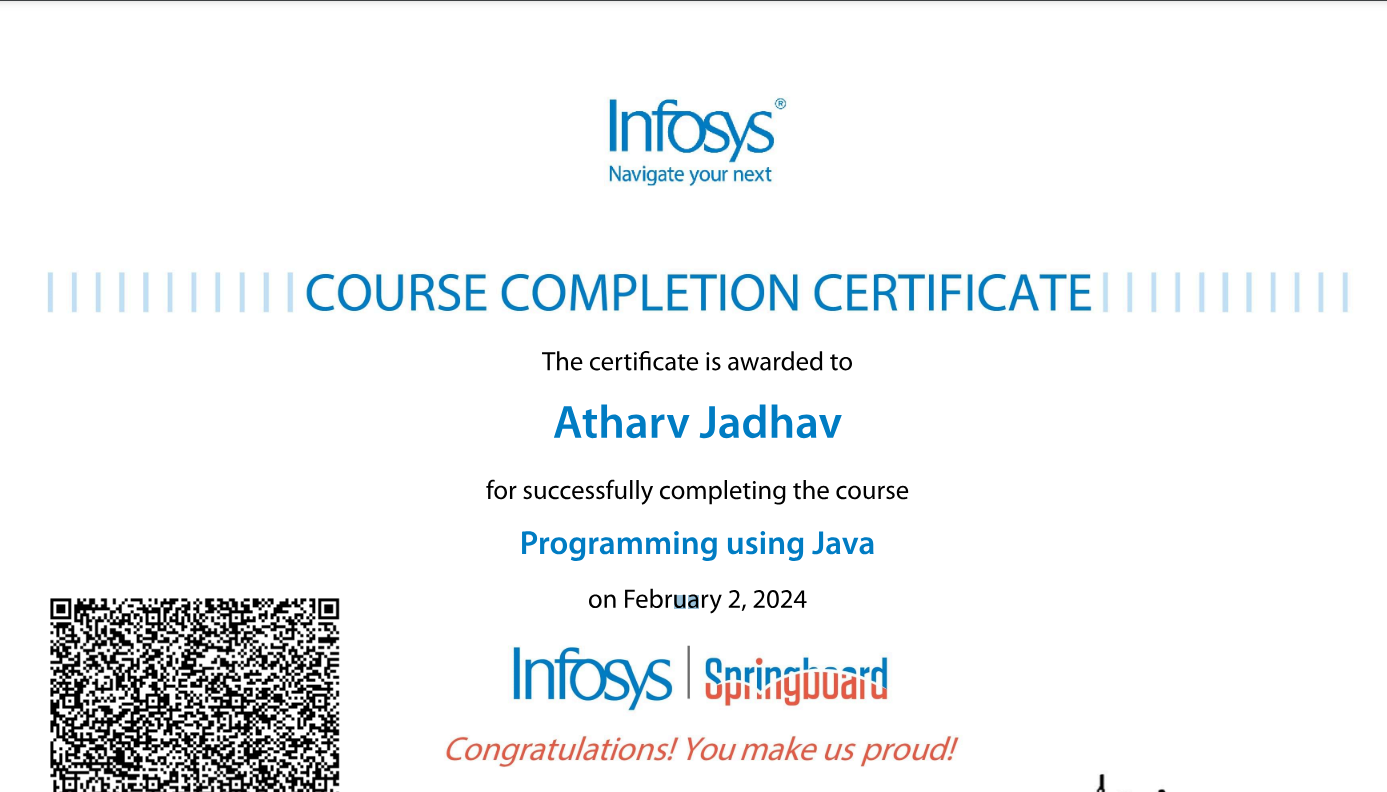 Infosys®
Navigate your next
COURSE COMPLETION CERTIFICATE
The certificate is awarded to
Atharv Jadhav
for successfully completing the course
Programming using Java
on February 2, 2024
Infosys | Springboard
Congratulations! You make us proud!